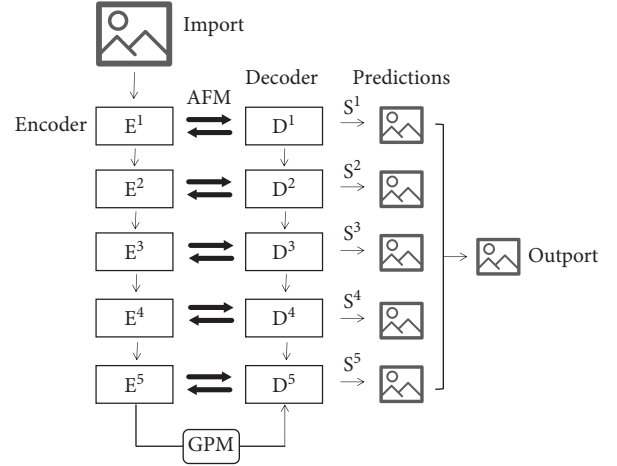 Import
Decoder
Predictions
AFM
Encoder
E¹
D¹
S¹
E²
D²
S²
E³
D³
S³
Outport
E⁴
D⁴
S⁴
E⁵
D⁵
S⁵
GPM